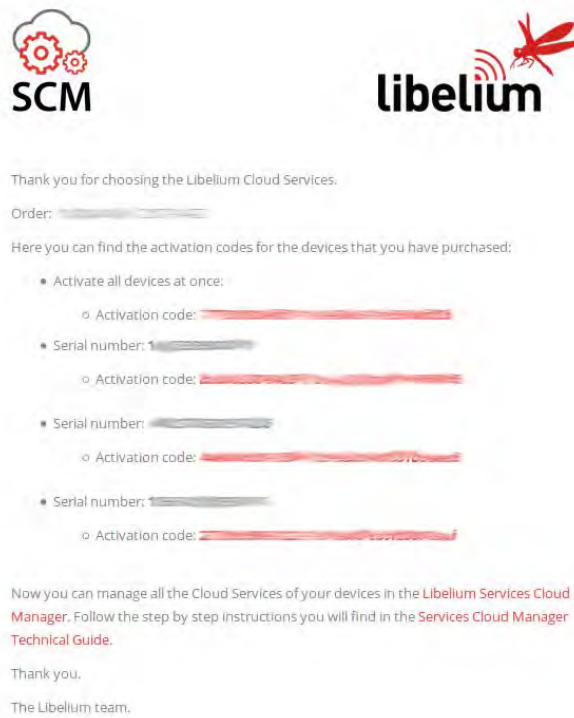 SCM
libelium
Thank you for choosing the Libelium Cloud Services.
Order:
Here you can find the activation codes for the devices that you have purchased:
Activate all devices at once:
Activation code:
Serial number:
Activation code:
Serial number:
Activation code:
Serial number:
Activation code:
Now you can manage all the Cloud Services of your devices in the Libelium Services Cloud
Manager. Follow the step by step instructions you will find in the Services Cloud Manager
Technical Guide.
Thank you.
The Libelium team.